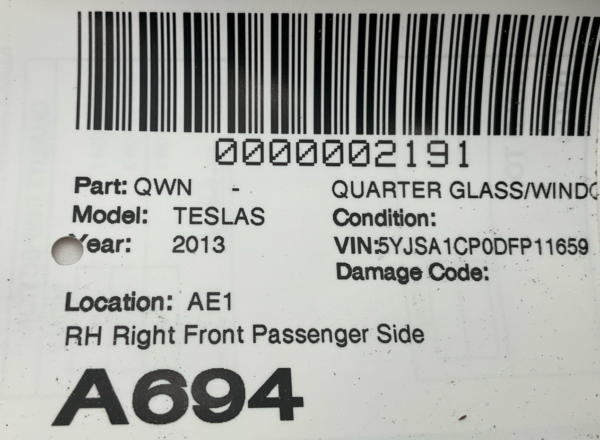 0000002191
Part: QWN - QUARTER GLASS/WINDO
Model: TESLAS Condition:
Year: 2013 VIN:5YJSA1CP0DFP11659
Damage Code:
Location: AE1
RH Right Front Passenger Side
A694